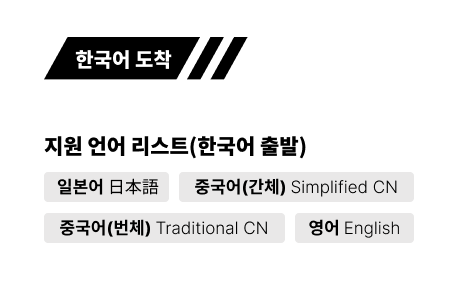 한국어 도착
지원 언어 리스트(한국어 출발)
일본어 日本語 중국어(간체) Simplified CN
중국어(번체) Traditional CN 영어 English